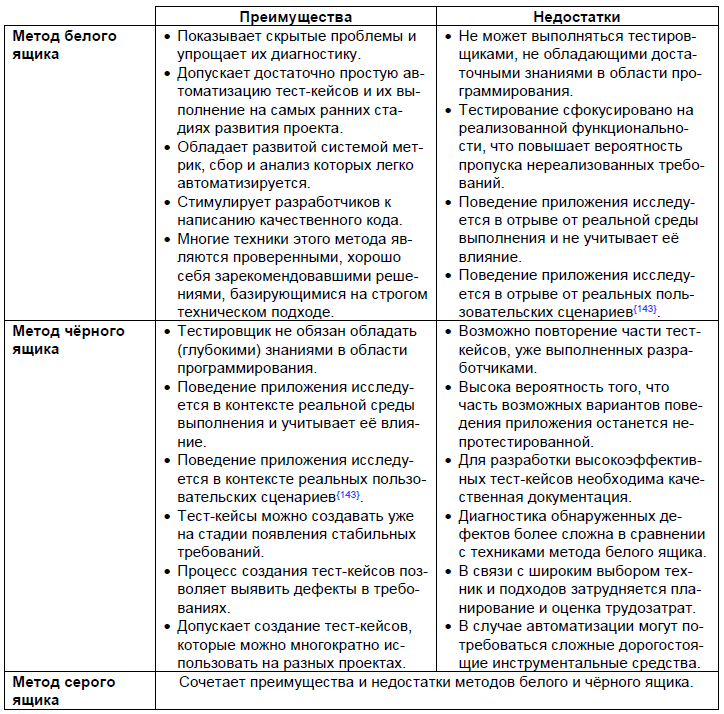 Преимущества
Недостатки
Метод белого
ящика
• Показывает скрытые проблемы и
упрощает их диагностику.
• Допускает достаточно простую ав-
томатизацию тест-кейсов и их вы-
полнение на самых ранних ста-
диях развития проекта.
• Обладает развитой системой мет-
рик, сбор и анализ которых легко
автоматизируется.
• Стимулирует разработчиков к
написанию качественного кода.
• Многие техники этого метода яв-
ляются проверенными, хорошо
себя зарекомендовавшими реше-
ниями, базирующимися на строгом
техническом подходе.
• Не может выполняться тестиров-
щиками, не обладающими доста-
точными знаниями в области про-
граммирования.
• Тестирование сфокусировано на
реализованной функционально-
сти, что повышает вероятность
пропуска нереализованных требо-
ваний.
• Поведение приложения исследу-
ется в отрыве от реальной среды
выполнения и не учитывает её
влияние.
• Поведение приложения исследу-
ется в отрыве от реальных поль-
зовательских сценариев{143}.
Метод чёрного
ящика
• Тестировщик не обязан обладать
(глубокими) знаниями в области
программирования.
• Поведение приложения исследу-
ется в контексте реальной среды
выполнения и учитывает её влия-
ние.
• Поведение приложения исследу-
ется в контексте реальных пользо-
вательских сценариев{143}.
• Тест-кейсы можно создавать уже
на стадии появления стабильных
требований.
• Процесс создания тест-кейсов поз-
воляет выявить дефекты в требо-
ваниях.
• Допускает создание тест-кейсов,
которые можно многократно ис-
пользовать на разных проектах.
• Возможно повторение части тест-
кейсов, уже выполненных разра-
ботчиками.
• Высока вероятность того, что
часть возможных вариантов пове-
дения приложения останется не-
протестированной.
• Для разработки высокоэффектив-
ных тест-кейсов необходима каче-
ственная документация.
• Диагностика обнаруженных де-
фектов более сложна в сравнении
с техниками метода белого ящика.
• В связи с широким выбором тех-
ник и подходов затрудняется пла-
нирование и оценка трудозатрат.
• В случае автоматизации могут по-
требоваться сложные дорогостоя-
щие инструментальные средства.
Метод серого
ящика
Сочетает преимущества и недостатки методов белого и чёрного ящика.